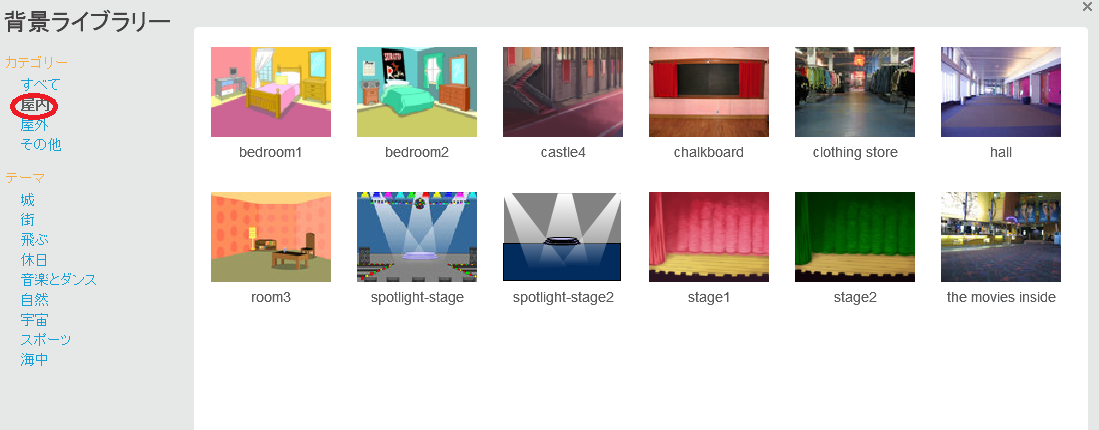 背景ライブラリー
カテゴリー
すべて
屋内
屋外
その他
テーマ
城
街
飛ぶ
休日
音楽とダンス
自然
宇宙
スポーツ
海中
bedroom1
bedroom2
castle4
chalkboard
clothing store
hall
room3
spotlight-stage
spotlight-stage2
stage1
stage2
the movies inside